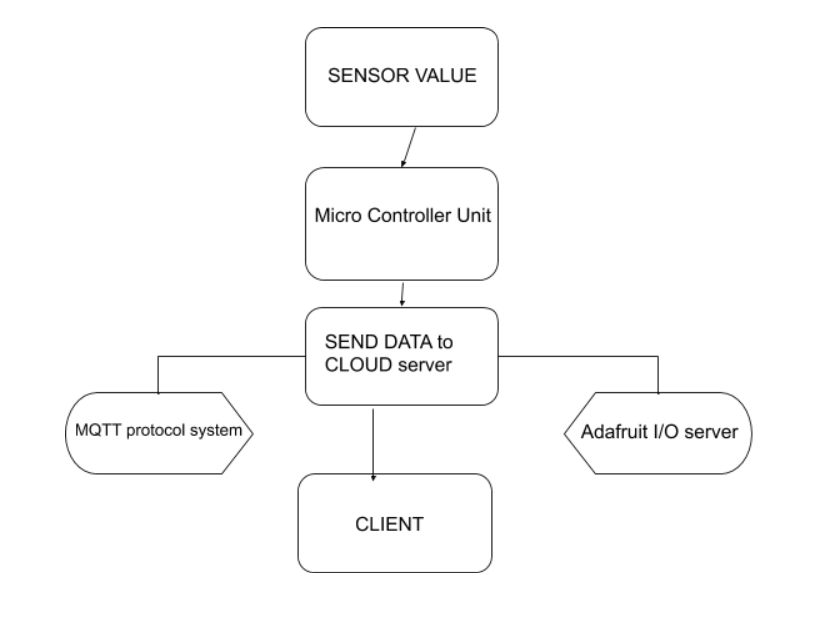 SENSOR VALUE
Micro Controller Unit
SEND DATA to
CLOUD server
MQTT protocol system
Adafruit I/O server
CLIENT